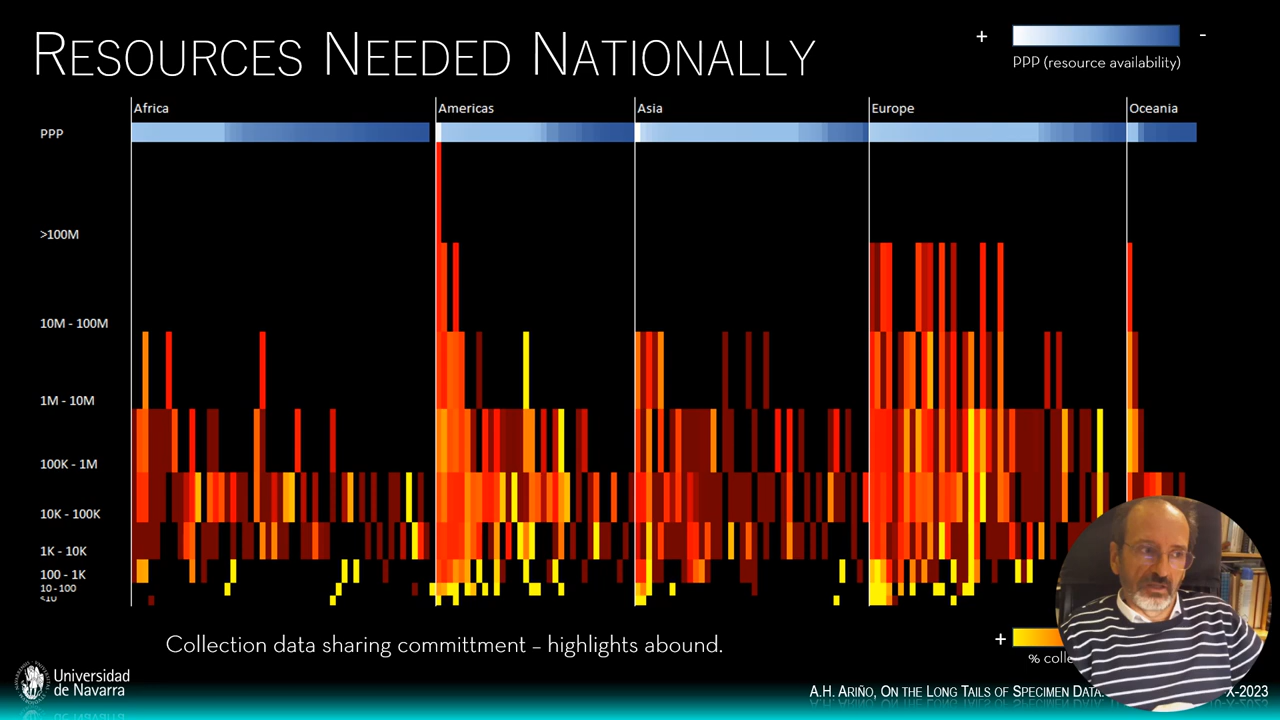 RESOURCES NEEDED NATIONALLY
+ -
PPP (resource availability)
Africa Americas Asia Europe Oceania
PPP
>100M
10M - 100M
1M - 10M
100K - 1M
10K - 100K
1K - 10K
100 - 1K
10 - 100
<10
Collection data sharing committment – highlights abound.
+
% colle
Universidad
de Navarra
A.H. ARIÑO, ON THE LONG TAILS OF SPECIMEN DATA. X-2023